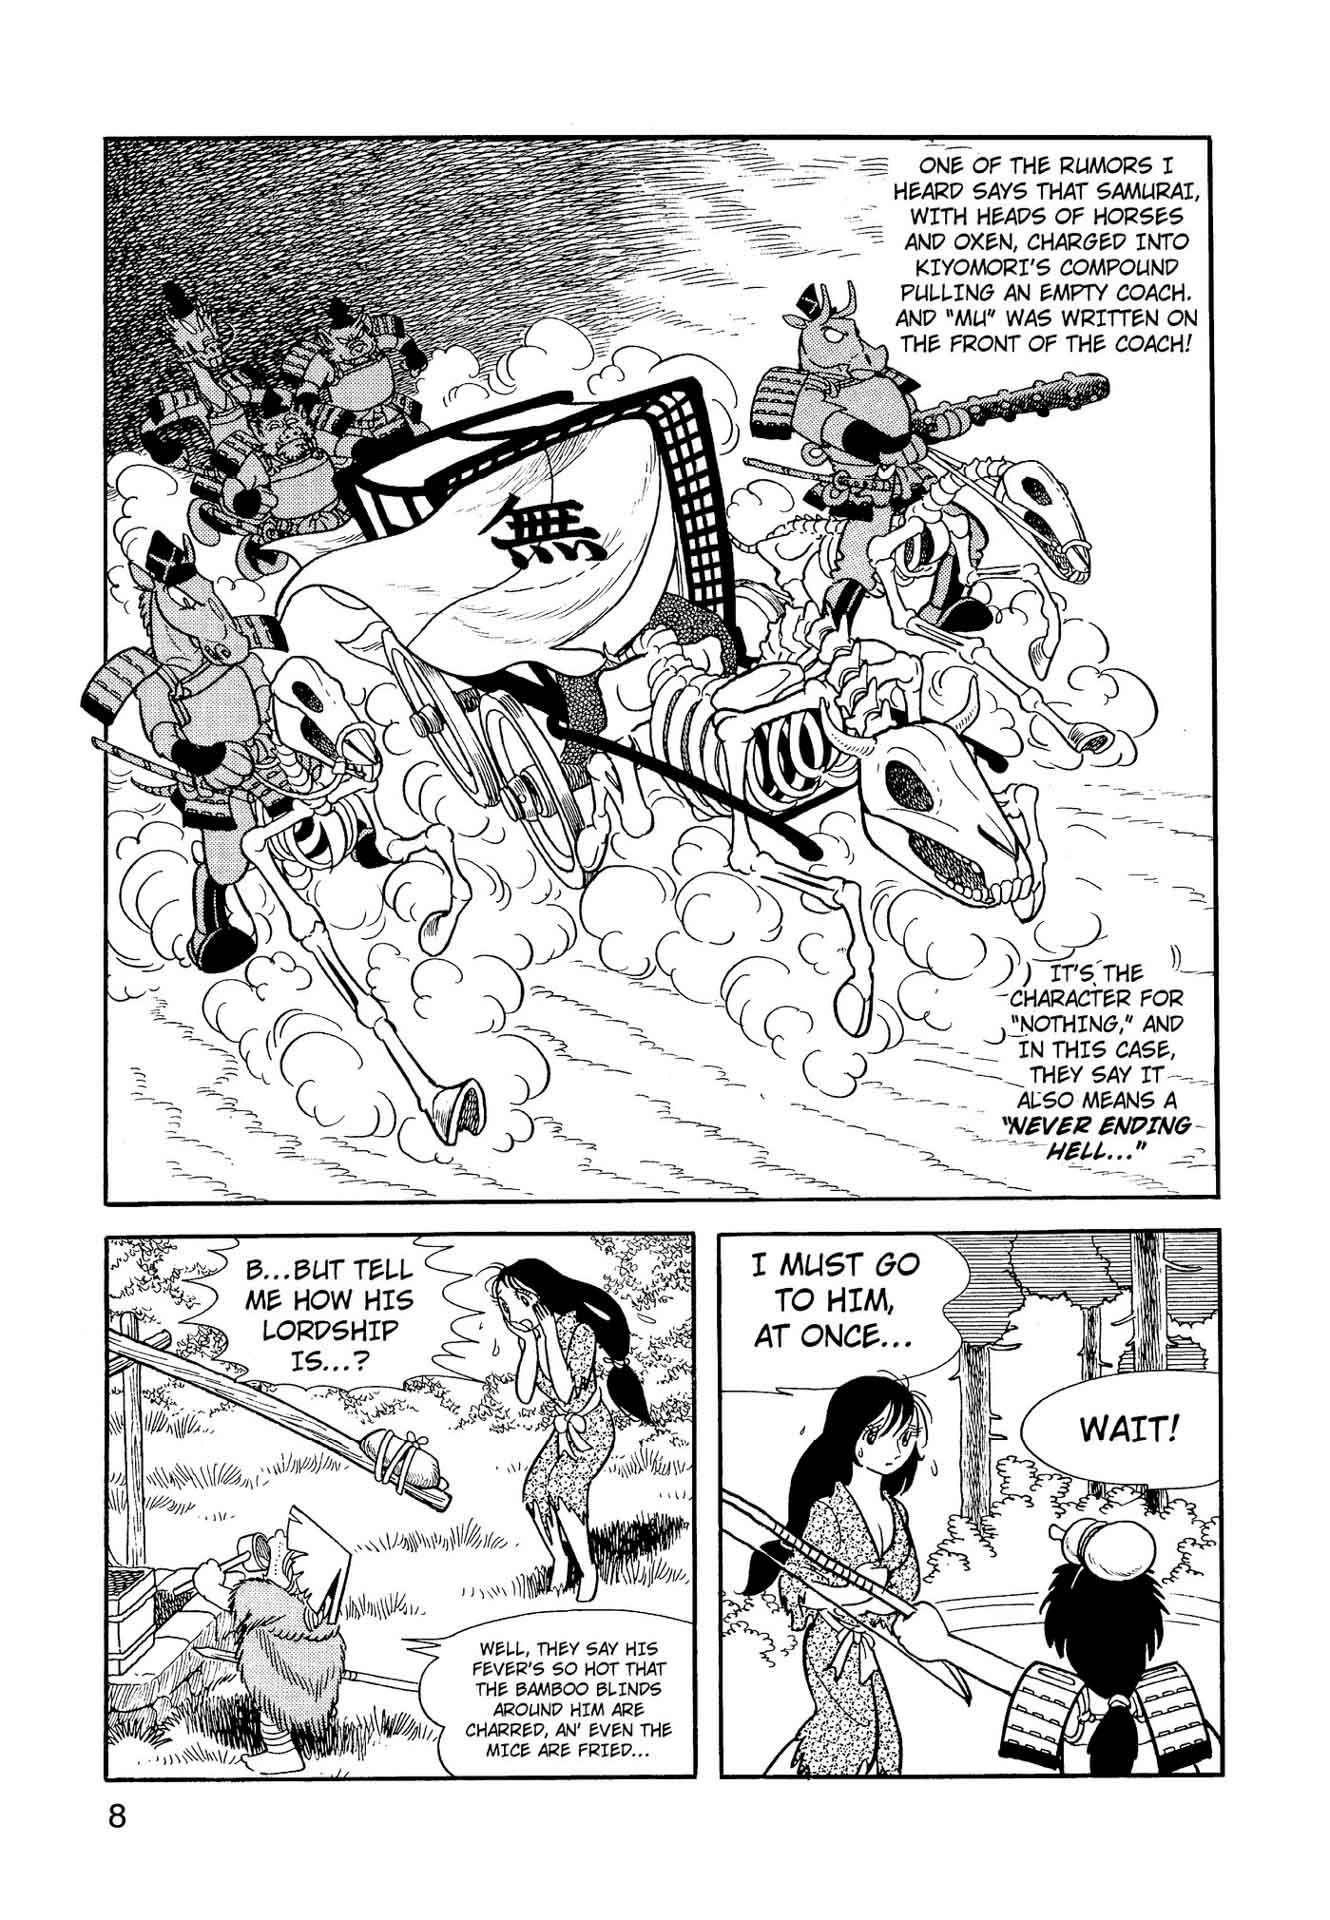 ONE OF THE RUMORS I
HEARD SAYS THAT SAMURAI,
WITH HEADS OF HORSES
AND OXEN, CHARGED INTO
KIYOMORI'S COMPOUND
PULLING AN EMPTY COACH.
AND "MU" WAS WRITTEN ON
THE FRONT OF THE COACH!
無
IT'S THE
CHARACTER FOR
"NOTHING," AND
IN THIS CASE,
THEY SAY IT
ALSO MEANS A
"NEVER ENDING
HELL..."
B...BUT TELL
ME HOW HIS
LORDSHIP
IS...?
WELL, THEY SAY HIS
FEVER'S SO HOT THAT
THE BAMBOO BLINDS
AROUND HIM ARE
CHARRED, AN' EVEN THE
MICE ARE FRIED...
I MUST GO
TO HIM,
AT ONCE...
WAIT!
8